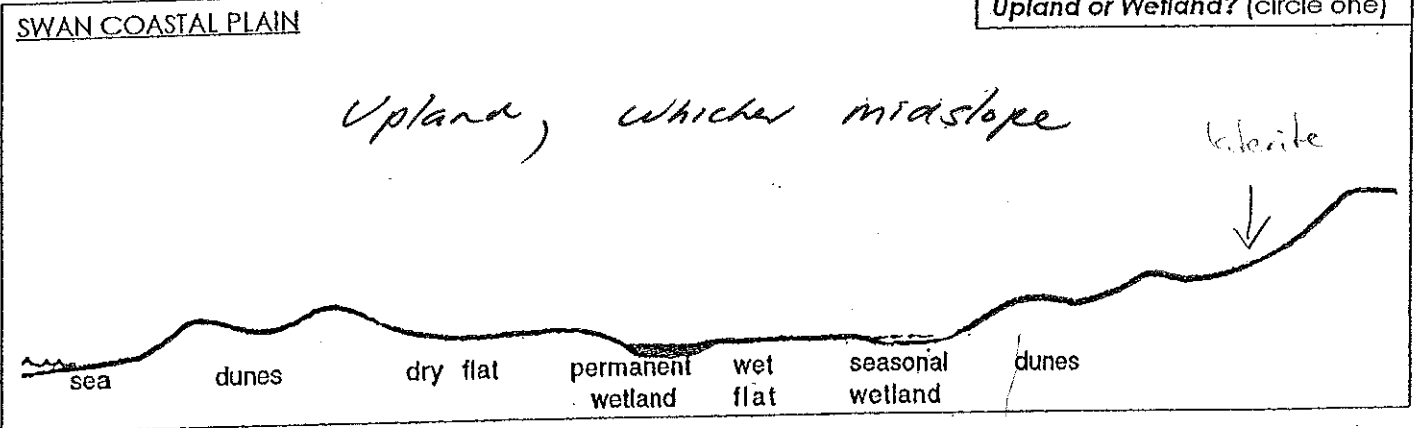 Upland or Wetland? (circle one)
SWAN COASTAL PLAIN
Upland, Whicher midslope
laterite
sea dunes dry flat permanent wet seasonal dunes
wetland flat wetland